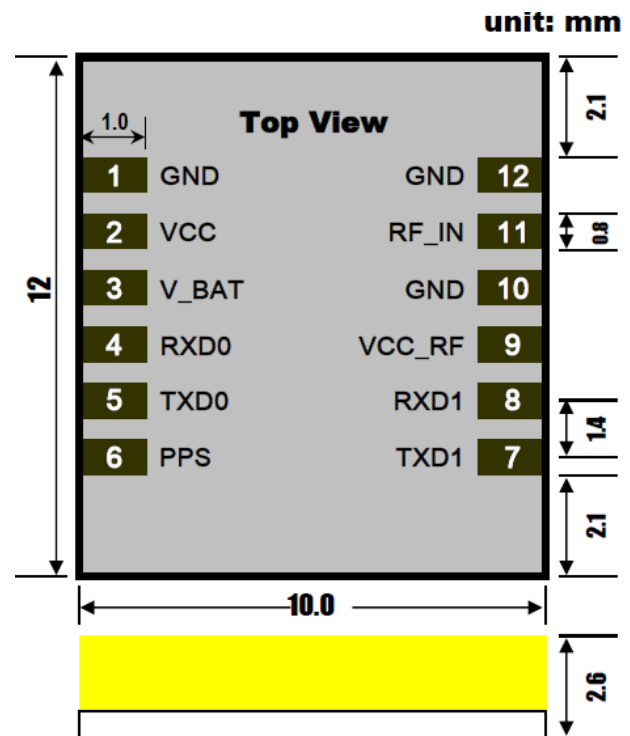 unit: mm
1.0
Top View
2.1
1 GND GND 12
2 VCC RF_IN 11
0.8
12
3 V_BAT GND 10
4 RXD0 VCC_RF 9
5 TXD0 RXD1 8
1.4
6 PPS TXD1 7
2.1
10.0
2.6